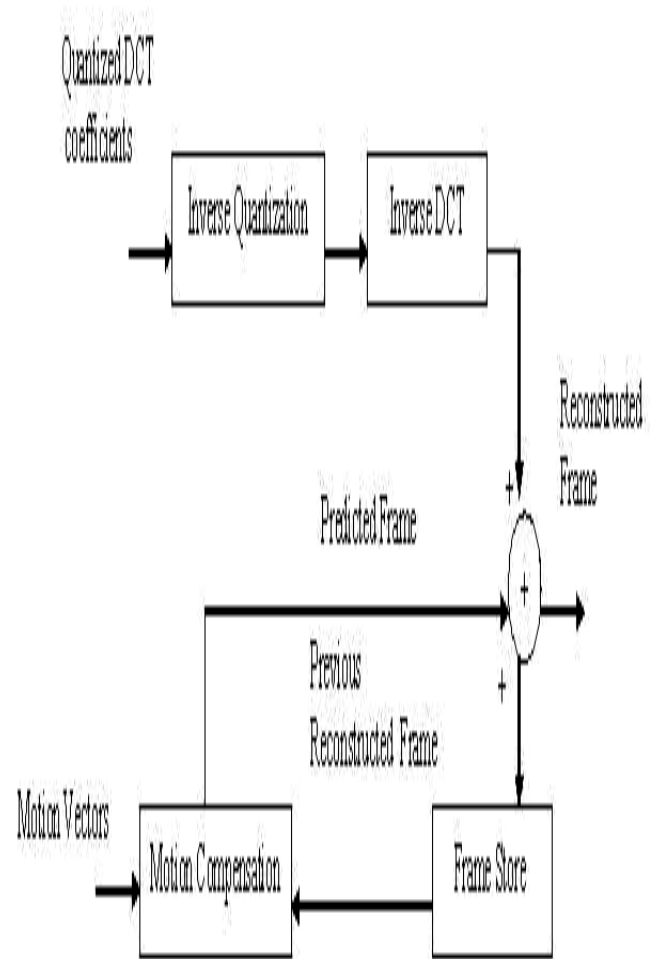 Quantized DCT
coefficients
Inverse Quantization
Inverse DCT
Reconstructed
Frame
+
Predicted Frame
+
Previous
Reconstructed Frame
+
Motion Vectors
Motion Compensation
Frame Store